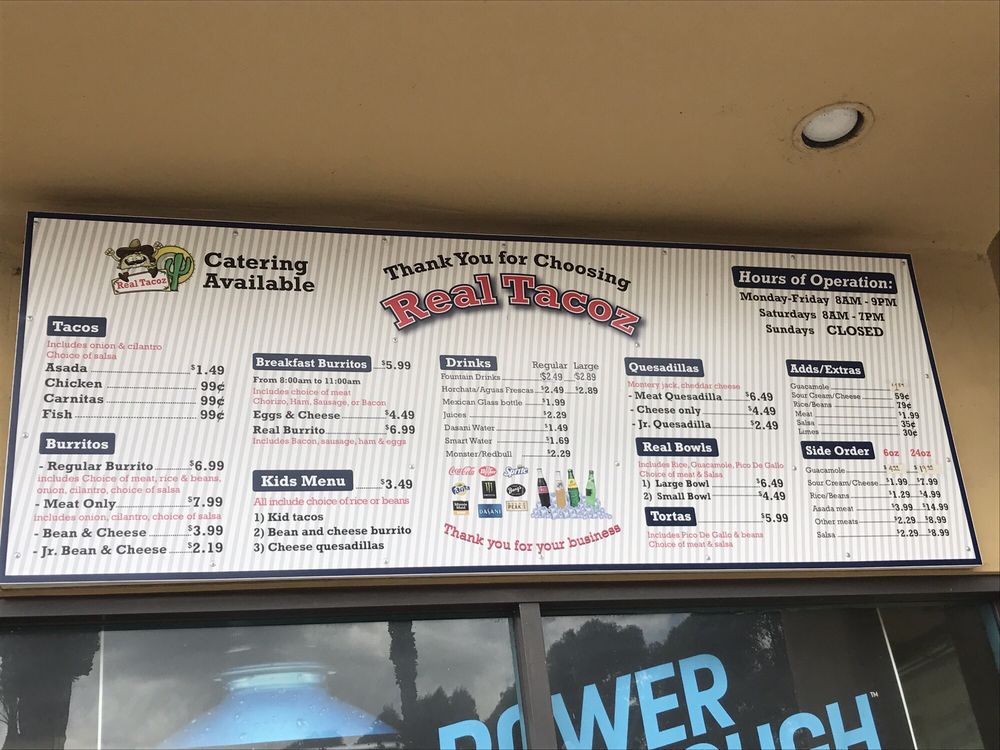 Real Tacoz
Catering
Available
Thank You for Choosing
Real Tacoz
Hours of Operation:
Monday-Friday 8AM - 9PM
Saturdays 8AM - 7PM
Sundays CLOSED
Tacos
Includes onion & cilantro
Choice of salsa
Asada $1.49
Chicken 99¢
Carnitas 99¢
Fish 99¢
Burritos
- Regular Burrito $6.99
includes Choice of meat, rice & beans,
onion, cilantro, choice of salsa
- Meat Only $7.99
includes onion, cilantro, choice of salsa
- Bean & Cheese $3.99
- Jr. Bean & Cheese $2.19
Breakfast Burritos $5.99
From 8:00am to 11:00am
Includes choice of meat
Chorizo, Ham, Sausage, or Bacon
Eggs & Cheese $4.49
Real Burrito $6.99
Includes Bacon, sausage, ham & eggs
Kids Menu $3.49
All include choice of rice or beans
1) Kid tacos
2) Bean and cheese burrito
3) Cheese quesadillas
Drinks Regular Large
Fountain Drinks $2.49 $2.89
Horchata/Aguas Frescas $2.49 $2.89
Mexican Glass bottle $1.99
Juices $2.29
Dasani Water $1.49
Smart Water $1.69
Monster/Redbull $2.29
Coca-Cola
Sprite
Fanta
DASANI
PEAK
Thank you for your business
Quesadillas
Montery jack, cheddar cheese
- Meat Quesadilla $6.49
- Cheese only $4.49
- Jr. Quesadilla $2.49
Real Bowls
Includes Rice, Guacamole, Pico De Gallo
Choice of meat & Salsa
1) Large Bowl $6.49
2) Small Bowl $4.49
Tortas $5.99
Includes Pico De Gallo & beans
Choice of meat & salsa
Adds/Extras
Guacamole
Sour Cream/Cheese 59¢
Rice/Beans 79¢
Meat $1.99
Salsa 35¢
Limes 30¢
Side Order 6oz 24oz
Guacamole
Sour Cream/Cheese $1.99 $7.99
Rice/Beans $1.29 $4.99
Asada meat $3.99 $14.99
Other meats $2.29 $8.99
Salsa $2.29 $8.99
POWER